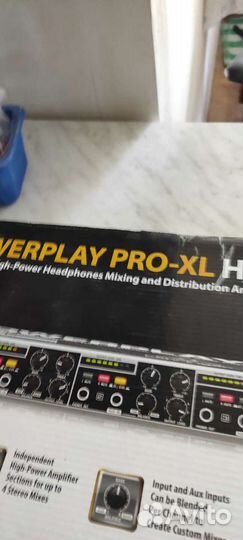 VERPLAY PRO-XL H
igh-Power Headphones Mixing and Distribution Am
Independent
High-Power Amplifier
Sections for up to
4 Stereo Mixes
Input and Aux Inputs
Can be Blended
Create Custom Mixes
Avito